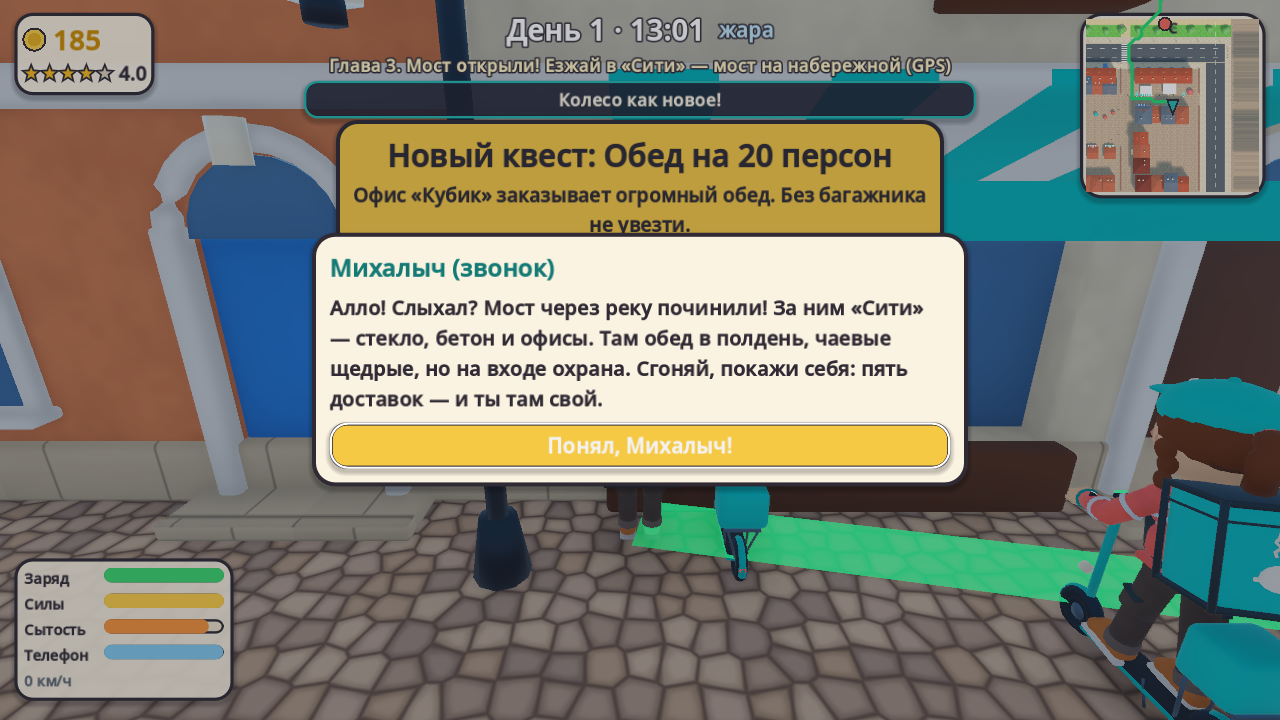 185
4.0
День 1 · 13:01 жара
Глава 3. Мост открыли! Езжай в «Сити» — мост на набережной (GPS)
Колесо как новое!
Новый квест: Обед на 20 персон
Офис «Кубик» заказывает огромный обед. Без багажника
не увезти.
Михалыч (звонок)
Алло! Слыхал? Мост через реку починили! За ним «Сити»
— стекло, бетон и офисы. Там обед в полдень, чаевые
щедрые, но на входе охрана. Сгоняй, покажи себя: пять
доставок — и ты там свой.
Понял, Михалыч!
Заряд
Силы
Сытость
Телефон
0 км/ч